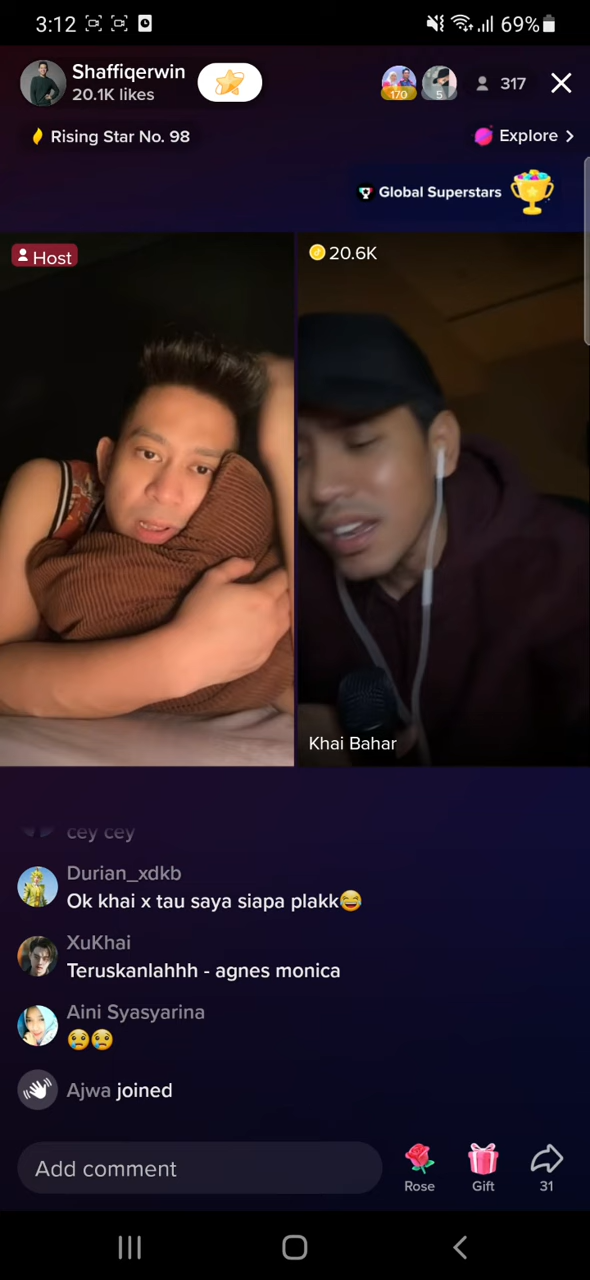 3:12
69%
Shaffiqerwin
20.1K likes
170
5
317
Rising Star No. 98
Explore
Global Superstars
Host
20.6K
Khai Bahar
cey cey
Durian_xdkb
Ok khai x tau saya siapa plakk😂
XuKhai
Teruskanlahhh - agnes monica
Aini Syasyarina
😢😢
Ajwa joined
Add comment
Rose
Gift
31